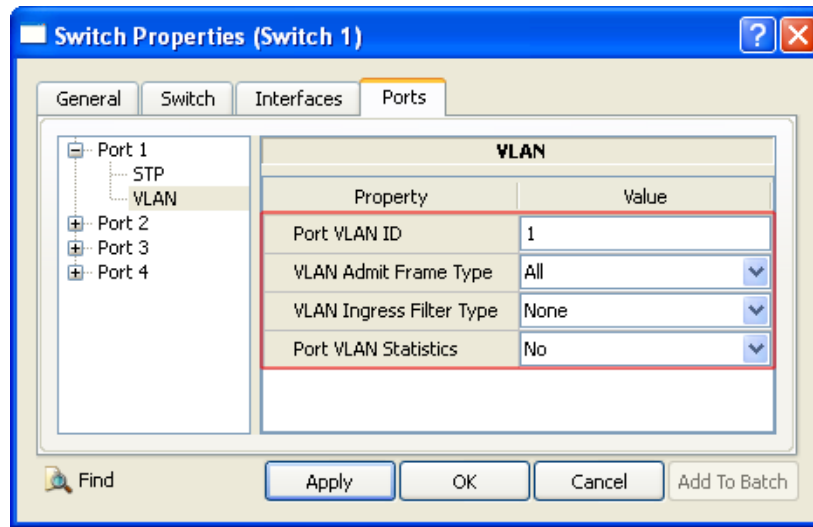 Switch Properties (Switch 1)
General Switch Interfaces Ports
Port 1
STP
VLAN
Port 2
Port 3
Port 4
VLAN
Property Value
Port VLAN ID 1
VLAN Admit Frame Type All
VLAN Ingress Filter Type None
Port VLAN Statistics No
Find Apply OK Cancel Add To Batch